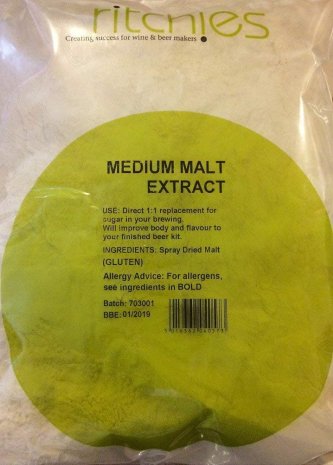 ritchies
Creating success for wine & beer makers
MEDIUM MALT
EXTRACT
USE: Direct 1:1 replacement for
sugar in your brewing.
Will improve body and flavour to
your finished beer kit.
INGREDIENTS: Spray Dried Malt
(GLUTEN)
Allergy Advice: For allergens,
see ingredients in BOLD
Batch: 703001
BBE: 01/2019